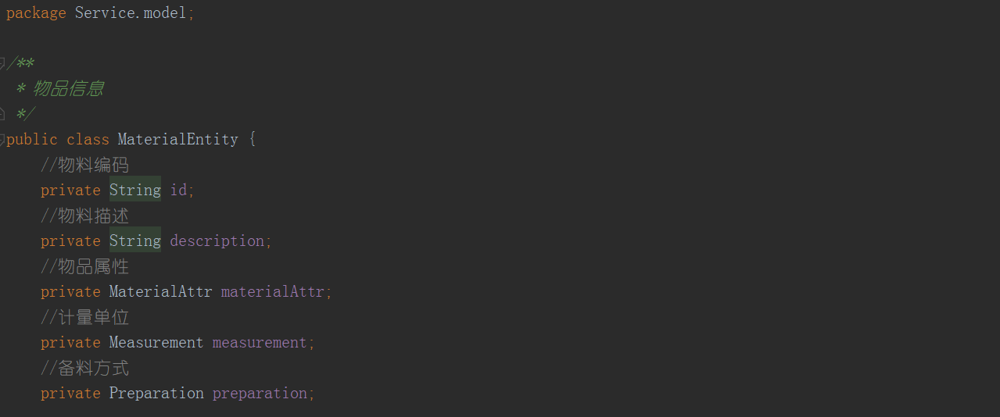 package Service.model;
/**
* 物品信息
*/
public class MaterialEntity {
//物料编码
private String id;
//物料描述
private String description;
//物品属性
private MaterialAttr materialAttr;
//计量单位
private Measurement measurement;
//备料方式
private Preparation preparation;